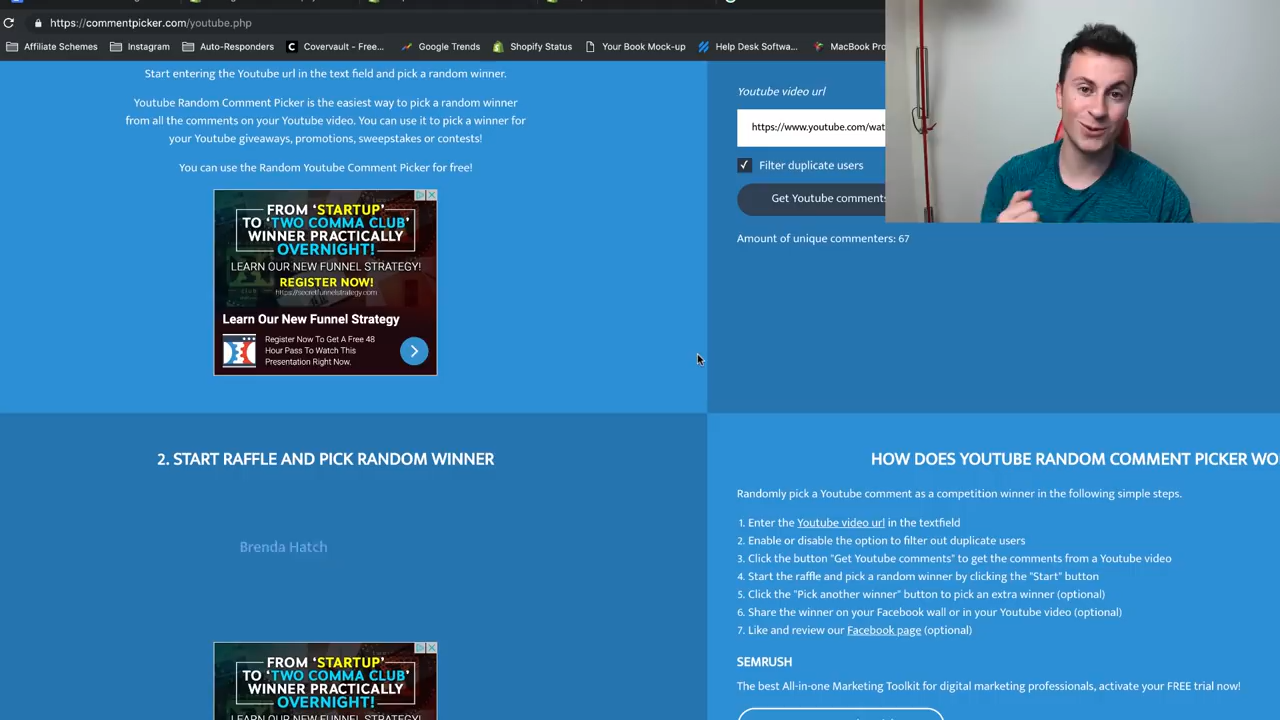 https://commentpicker.com/youtube.php
Affiliate Schemes
Instagram
Auto-Responders
Covervault - Free...
Google Trends
Shopify Status
Your Book Mock-up
Help Desk Softwa...
MacBook Pro
Start entering the Youtube url in the text field and pick a random winner.
Youtube Random Comment Picker is the easiest way to pick a random winner
from all the comments on your Youtube video. You can use it to pick a winner for
your Youtube giveaways, promotions, sweepstakes or contests!
You can use the Random Youtube Comment Picker for free!
FROM ‘STARTUP’
TO ‘TWO COMMA CLUB’
WINNER PRACTICALLY
OVERNIGHT!
LEARN OUR NEW FUNNEL STRATEGY!
REGISTER NOW!
https://secretfunnelstrategy.com
Learn Our New Funnel Strategy
Register Now To Get A Free 48
Hour Pass To Watch This
Presentation Right Now.
Youtube video url
https://www.youtube.com/wat
Filter duplicate users
Get Youtube comments
Amount of unique commenters: 67
2. START RAFFLE AND PICK RANDOM WINNER
Brenda Hatch
FROM ‘STARTUP’
TO ‘TWO COMMA CLUB’
WINNER PRACTICALLY
OVERNIGHT!
HOW DOES YOUTUBE RANDOM COMMENT PICKER WO
Randomly pick a Youtube comment as a competition winner in the following simple steps.
1. Enter the Youtube video url in the textfield
2. Enable or disable the option to filter out duplicate users
3. Click the button "Get Youtube comments" to get the comments from a Youtube video
4. Start the raffle and pick a random winner by clicking the "Start" button
5. Click the "Pick another winner" button to pick an extra winner (optional)
6. Share the winner on your Facebook wall or in your Youtube video (optional)
7. Like and review our Facebook page (optional)
SEMRUSH
The best All-in-one Marketing Toolkit for digital marketing professionals, activate your FREE trial now!